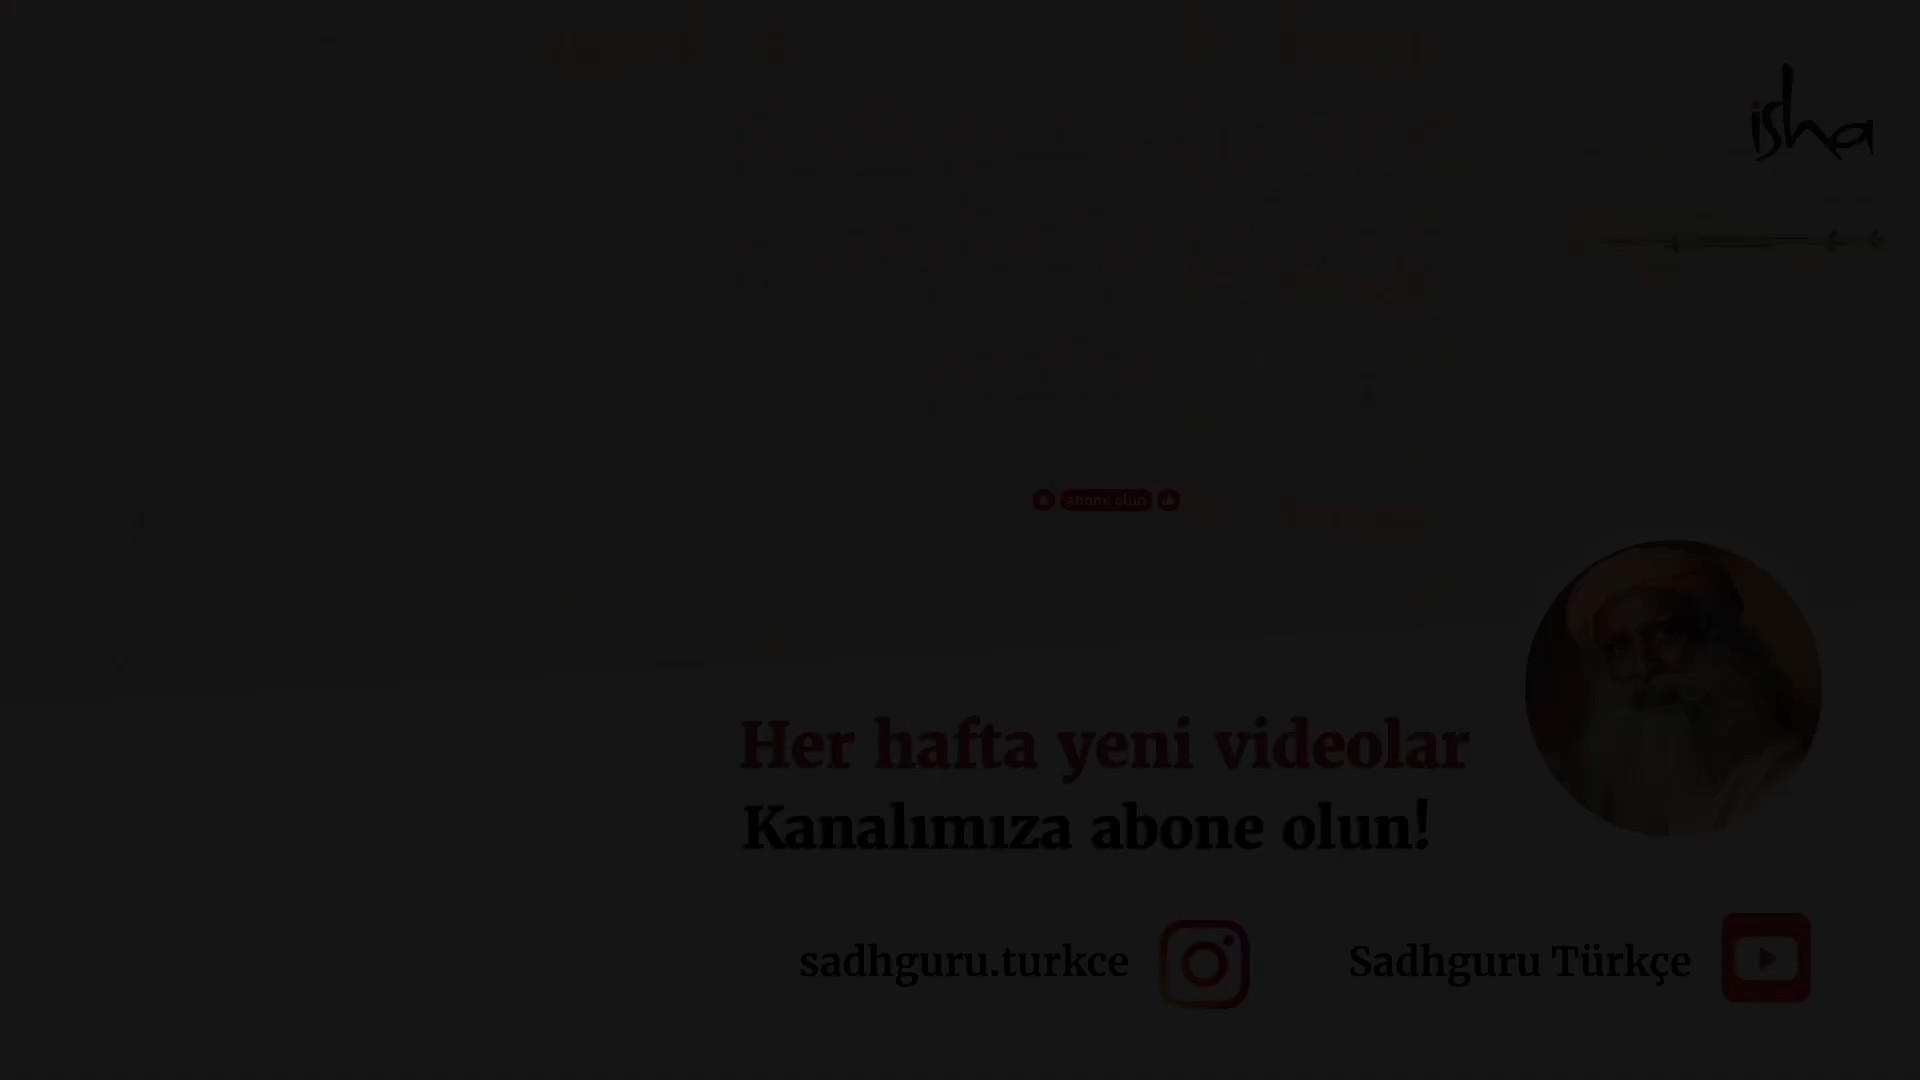 isha
abone olun
Her hafta yeni videolar
Kanalımıza abone olun!
sadhguru.turkce
Sadhguru Türkçe